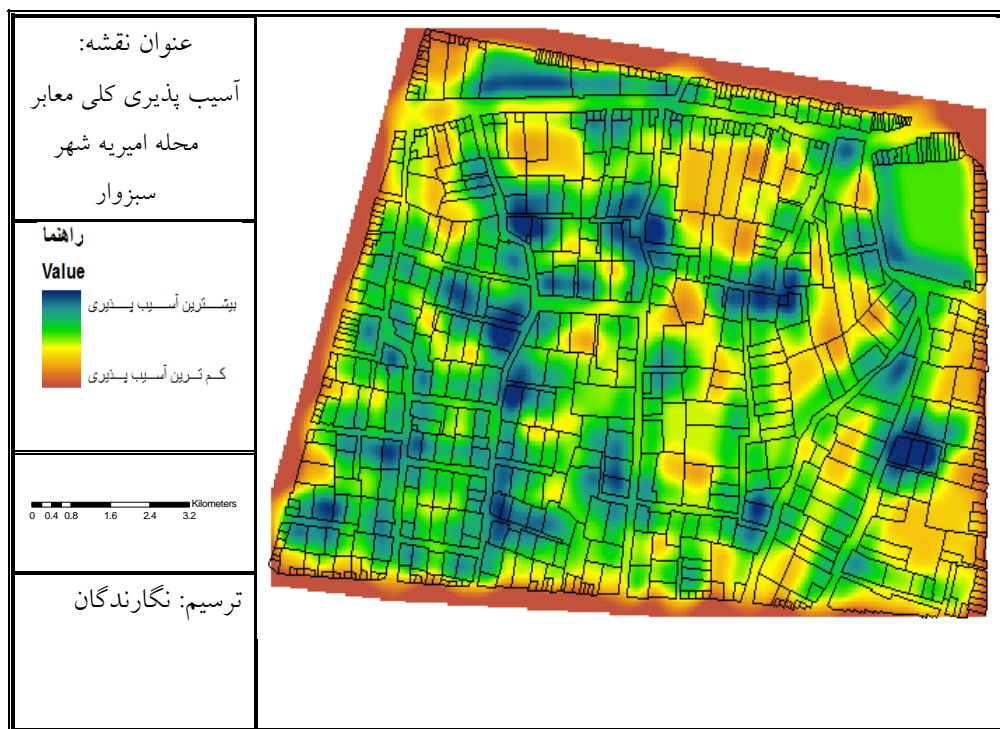 عنوان نقشه:
آسیب پذیری کلی معابر
محله امیریه شهر
سبزوار
راهنما
Value
بیشترین آسیب پذیری
کم ترین آسیب پذیری
Kilometers
0 0.4 0.8 1.6 2.4 3.2
ترسیم: نگارندگان